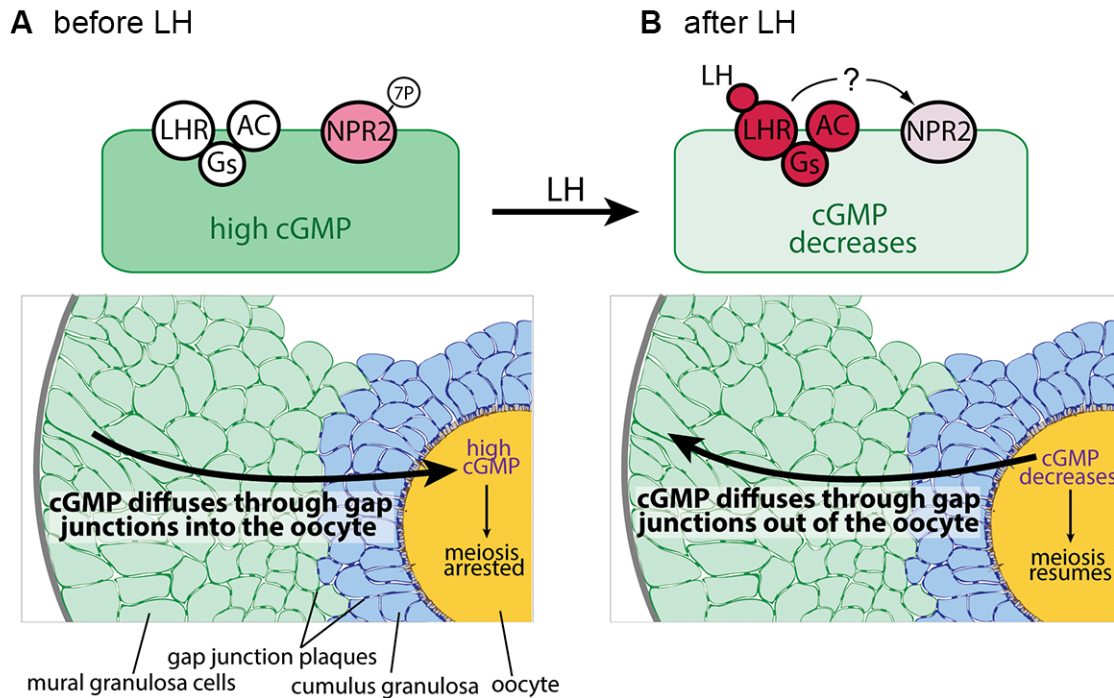 A before LH
B after LH
LHR
AC
Gs
NPR2
7P
high cGMP
LH
LH
LHR
AC
Gs
?
NPR2
cGMP
decreases
high
cGMP
cGMP diffuses through gap
junctions into the oocyte
meiosis
arrested
mural granulosa cells
gap junction plaques
cumulus granulosa
oocyte
cGMP
decreases
cGMP diffuses through gap
junctions out of the oocyte
meiosis
resumes